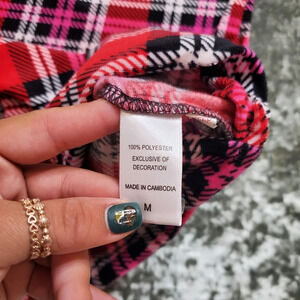 100% POLYESTER
EXCLUSIVE OF
DECORATION
MADE IN CAMBODIA
M